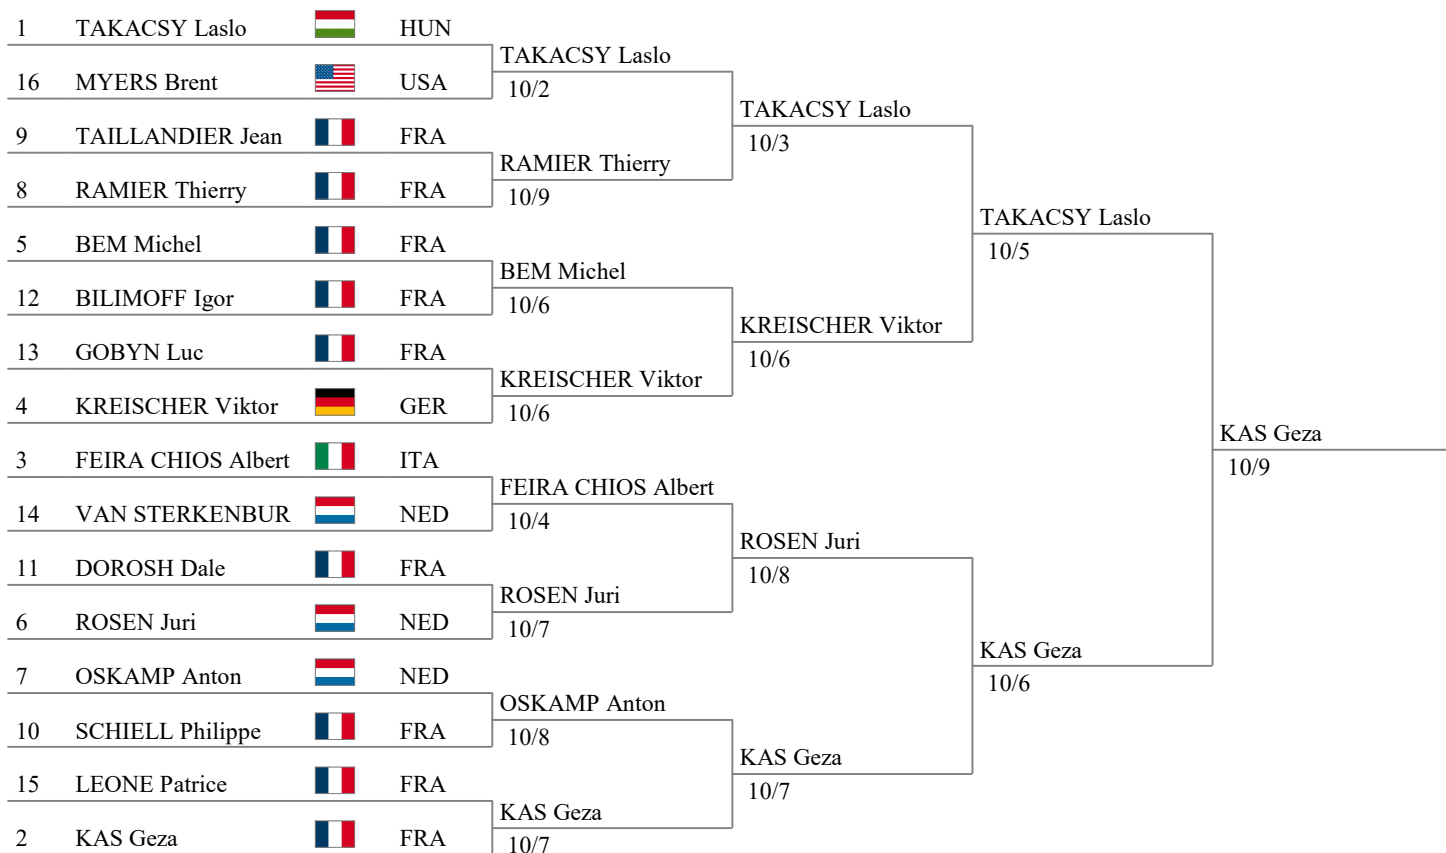 1 TAKACSY Laslo HUN
16 MYERS Brent USA
9 TAILLANDIER Jean FRA
8 RAMIER Thierry FRA
5 BEM Michel FRA
12 BILIMOFF Igor FRA
13 GOBYN Luc FRA
4 KREISCHER Viktor GER
3 FEIRA CHIOS Albert ITA
14 VAN STERKENBUR NED
11 DOROSH Dale FRA
6 ROSEN Juri NED
7 OSKAMP Anton NED
10 SCHIELL Philippe FRA
15 LEONE Patrice FRA
2 KAS Geza FRA
TAKACSY Laslo
10/2
RAMIER Thierry
10/9
BEM Michel
10/6
KREISCHER Viktor
10/6
FEIRA CHIOS Albert
10/4
ROSEN Juri
10/7
OSKAMP Anton
10/8
KAS Geza
10/7
TAKACSY Laslo
10/3
KREISCHER Viktor
10/6
ROSEN Juri
10/8
KAS Geza
10/7
TAKACSY Laslo
10/5
KAS Geza
10/6
KAS Geza
10/9